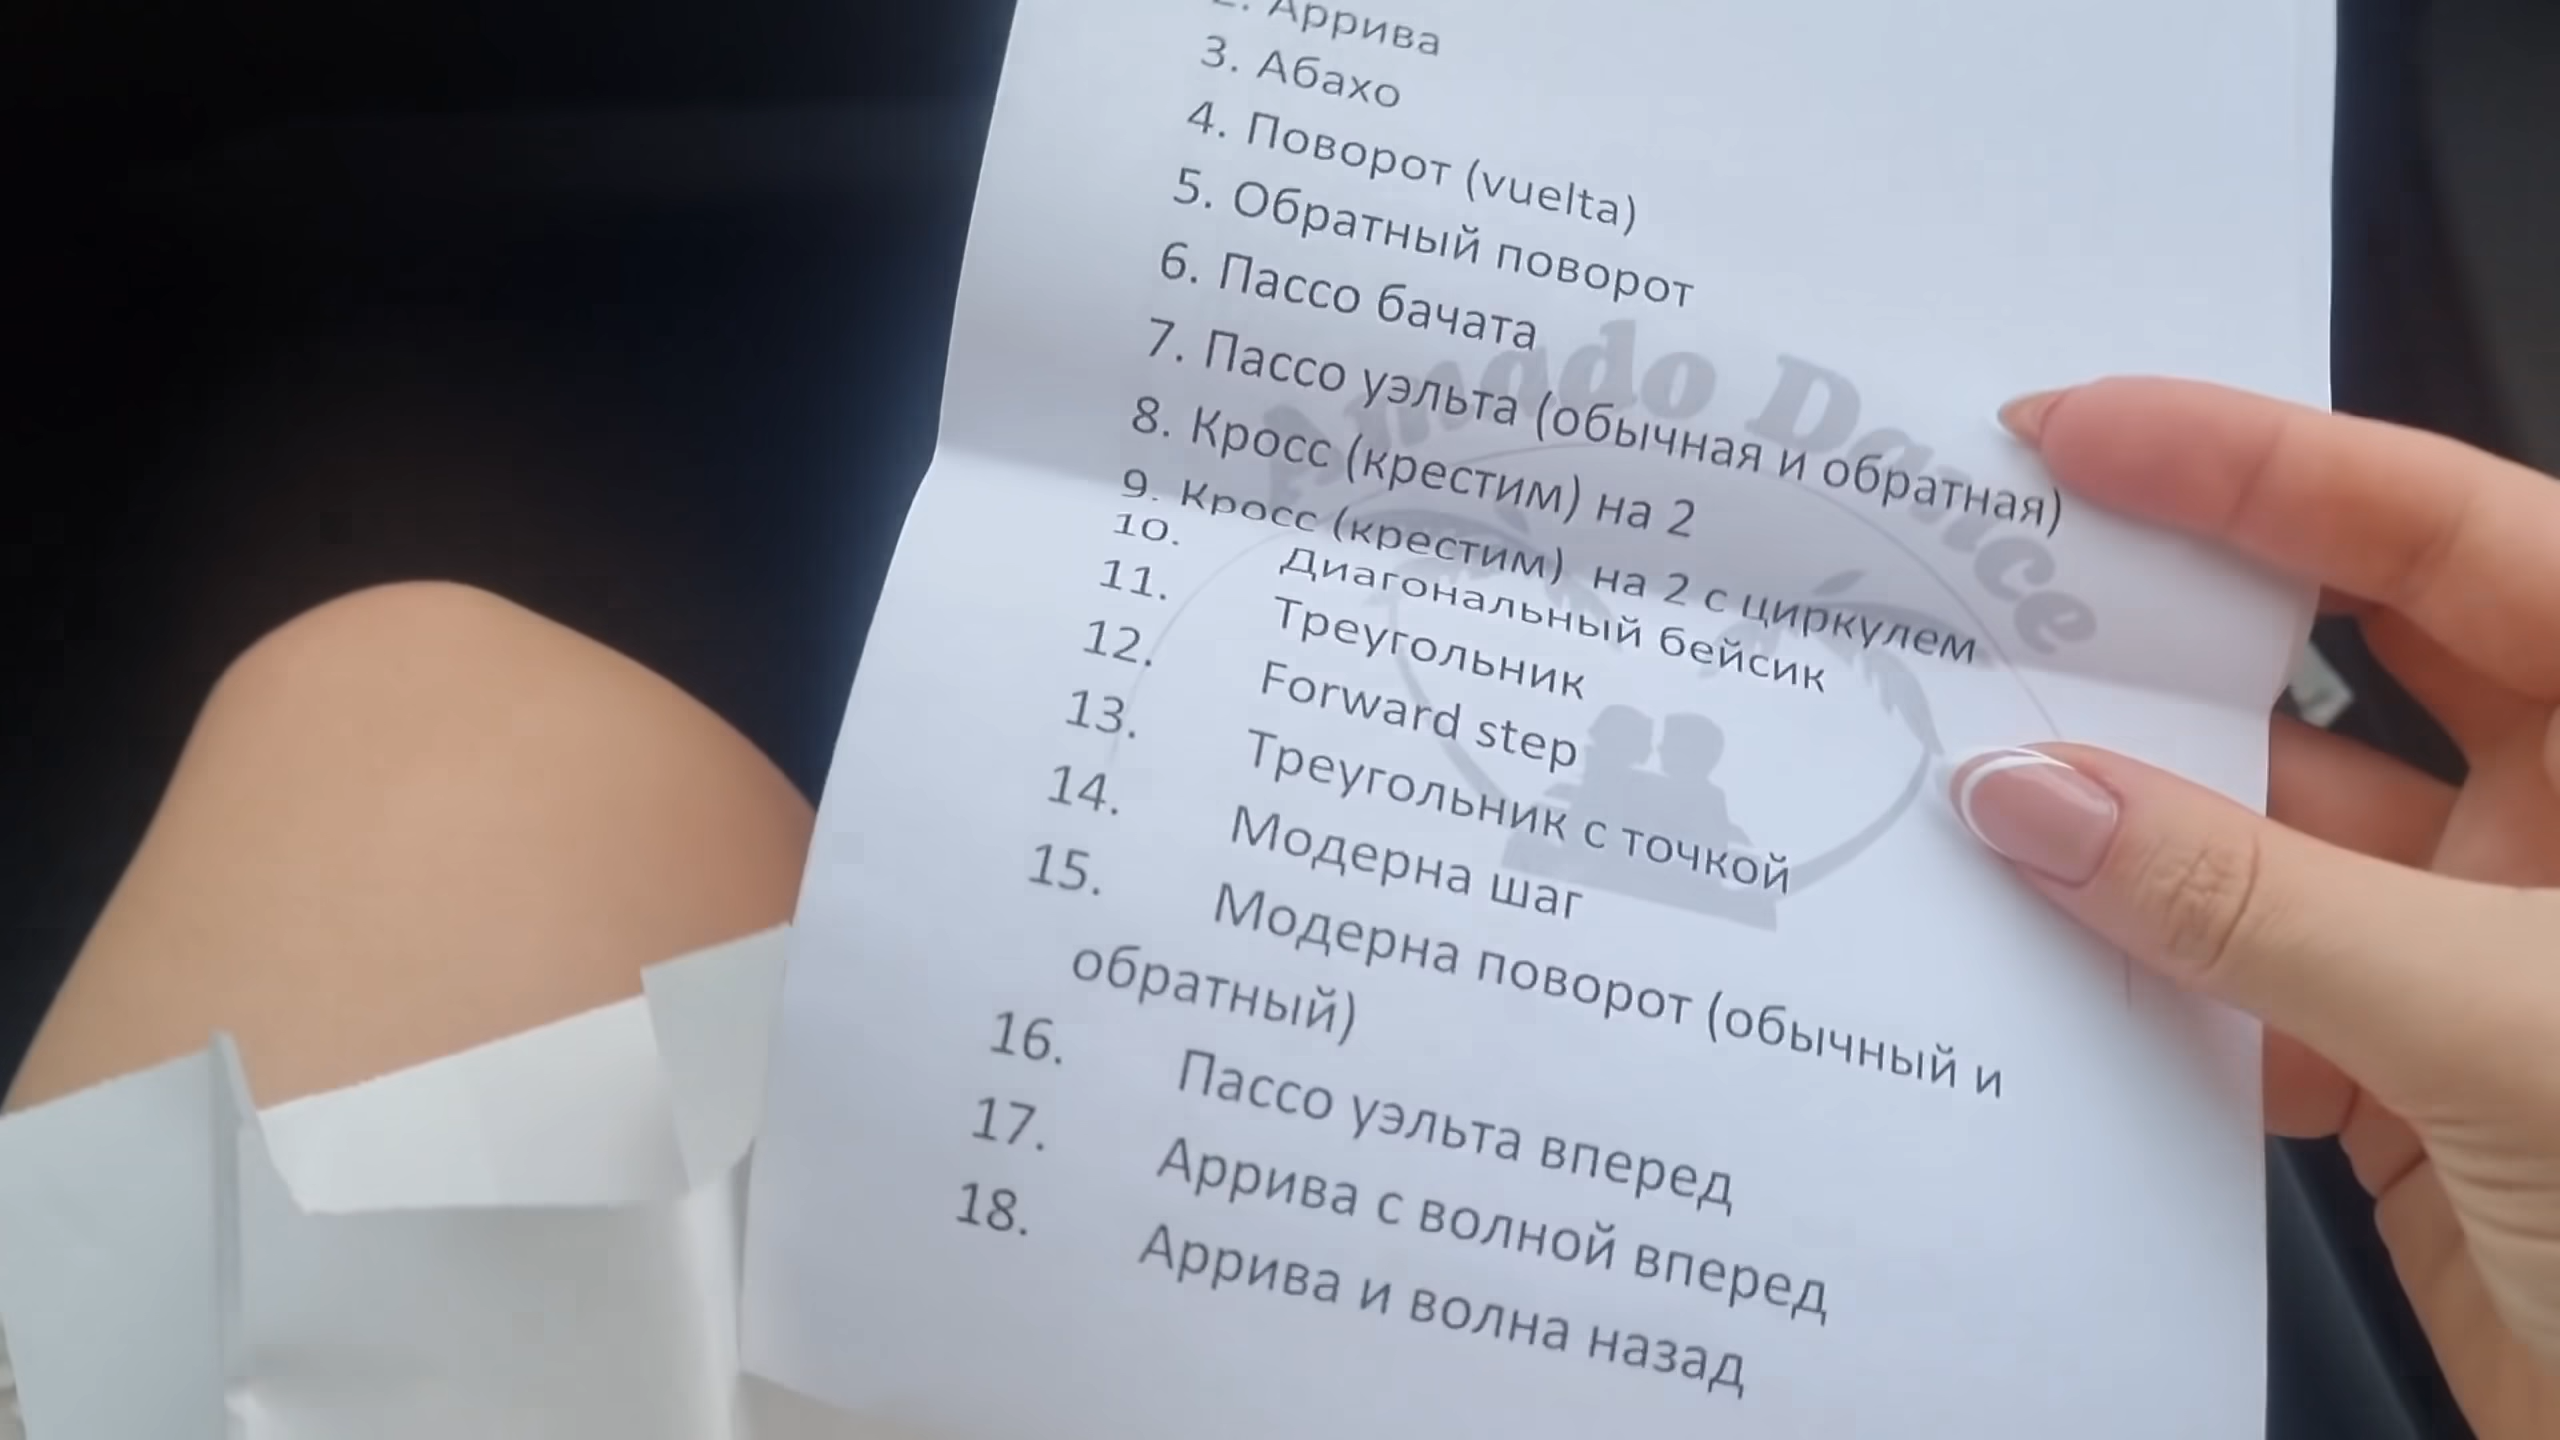 2. Аррива
3. Абахо
4. Поворот (vuelta)
5. Обратный поворот
6. Пассо бачата
7. Пассо уэльта (обычная и обратная)
8. Кросс (крестим) на 2
9. Кросс (крестим) на 2 с циркулем
10. Диагональный бейсик
11. Треугольник
12. Forward step
13. Треугольник с точкой
14. Модерна шаг
15. Модерна поворот (обычный и
обратный)
16. Пассо уэльта вперед
17. Аррива с волной вперед
18. Аррива и волна назад
Amado Dance